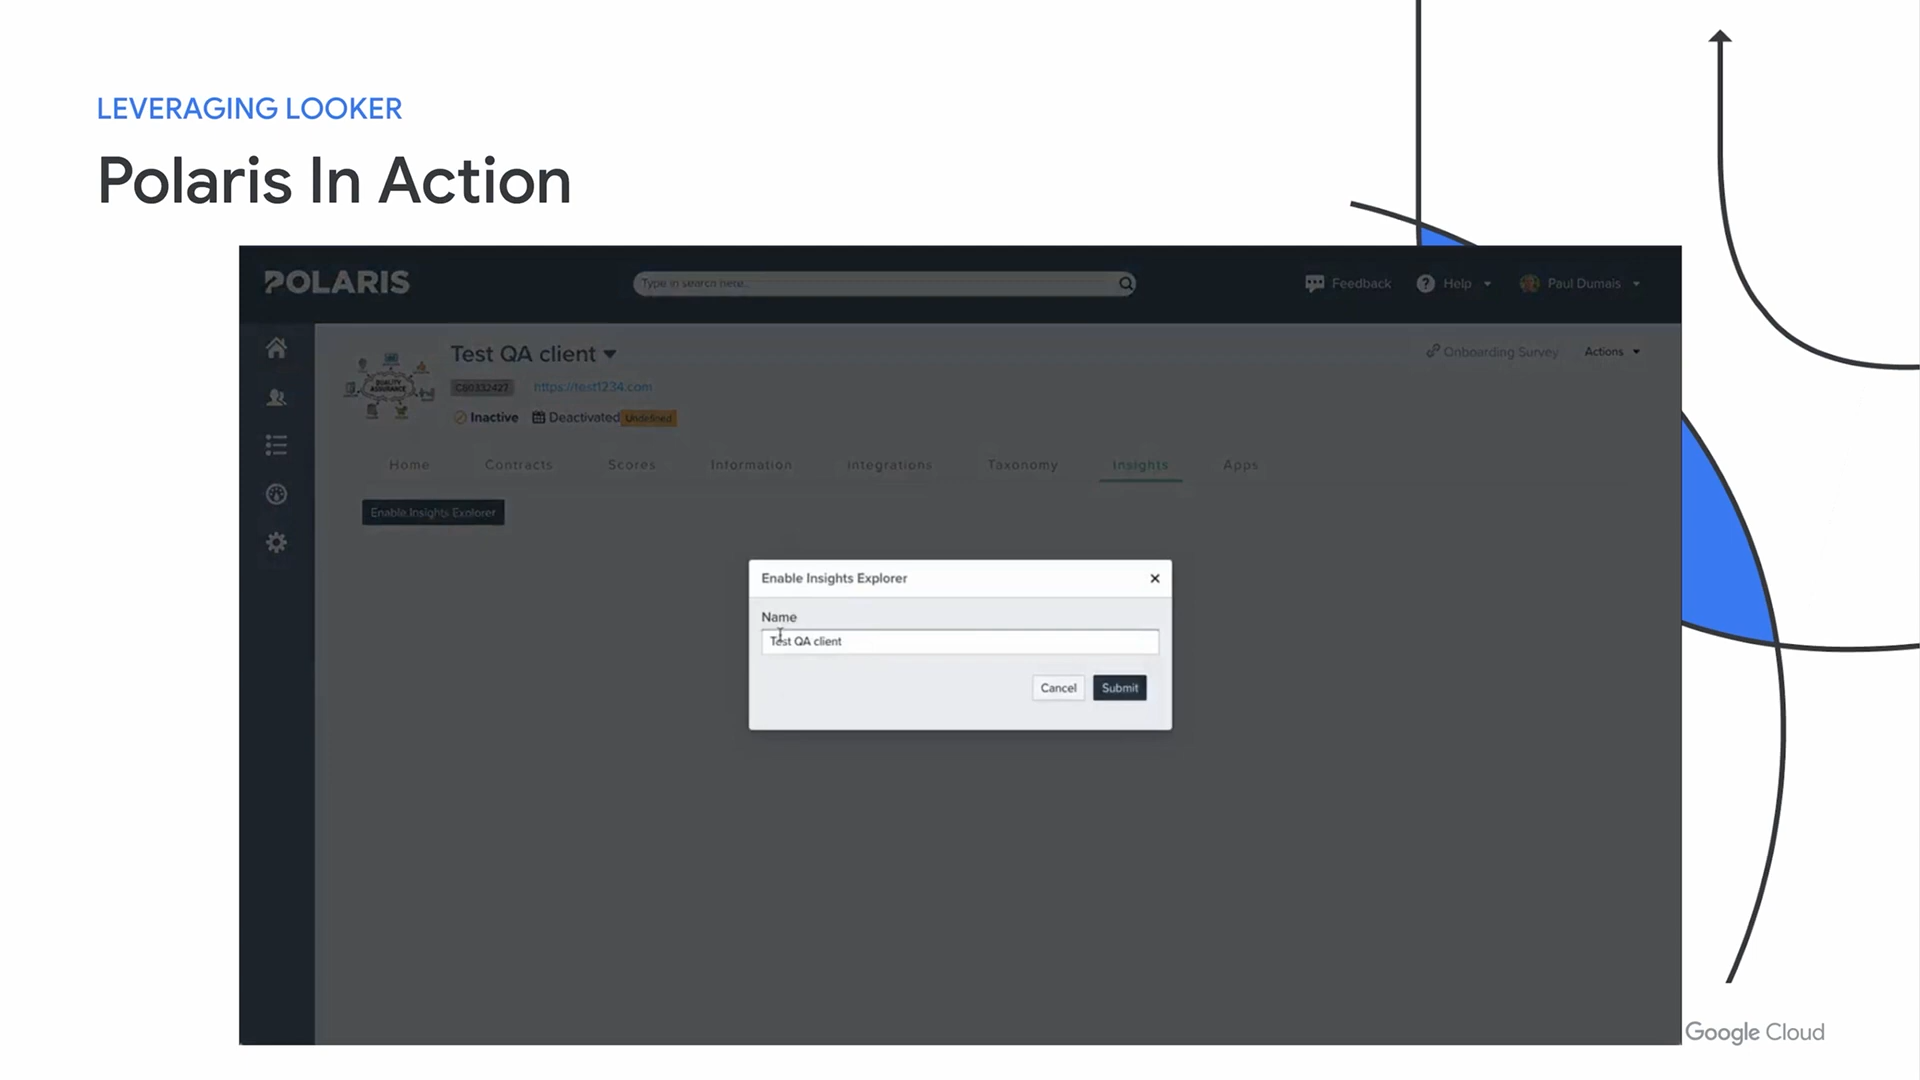 LEVERAGING LOOKER
Polaris In Action
POLARIS
Type in search here..
Feedback
Help
Paul Dumais
Test QA client
Onboarding Survey
Actions
QUALITY
ASSURANCE
https://test1234.com
Inactive
Deactivated
Undefined
Home
Contracts
Scores
Information
Integrations
Taxonomy
Insights
Apps
Enable Insights Explorer
Enable Insights Explorer
Name
Test QA client
Cancel
Submit
Google Cloud